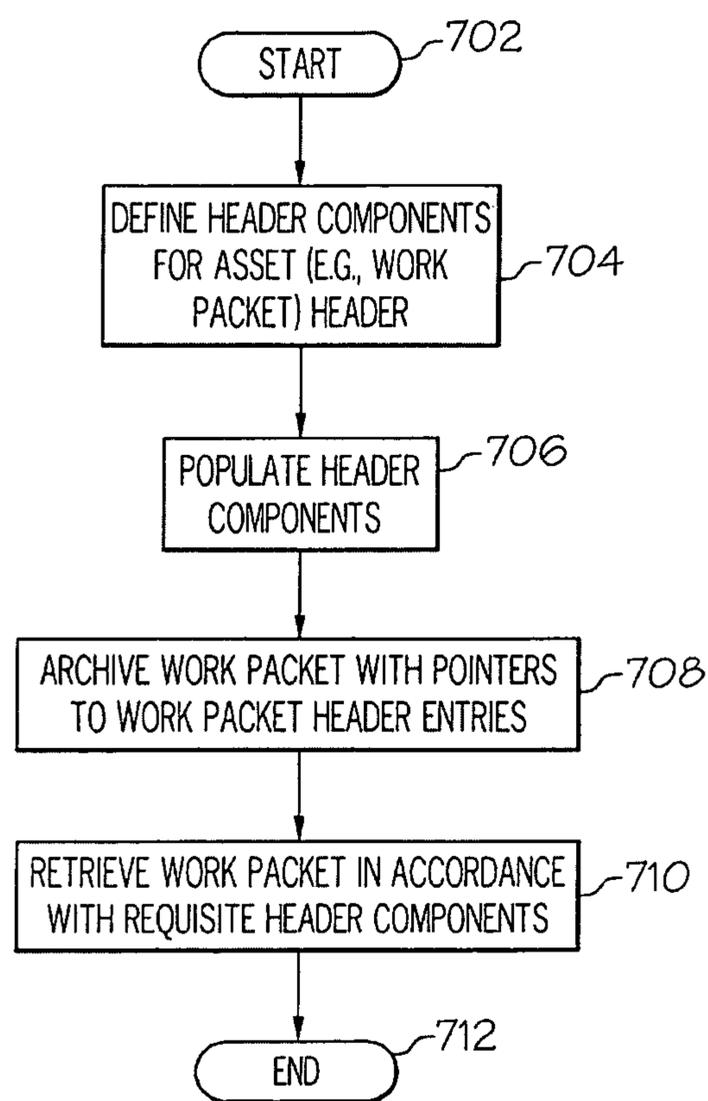 START
702
DEFINE HEADER COMPONENTS
FOR ASSET (E.G., WORK
PACKET) HEADER
704
POPULATE HEADER
COMPONENTS
706
ARCHIVE WORK PACKET WITH POINTERS
TO WORK PACKET HEADER ENTRIES
708
RETRIEVE WORK PACKET IN ACCORDANCE
WITH REQUISITE HEADER COMPONENTS
710
END
712